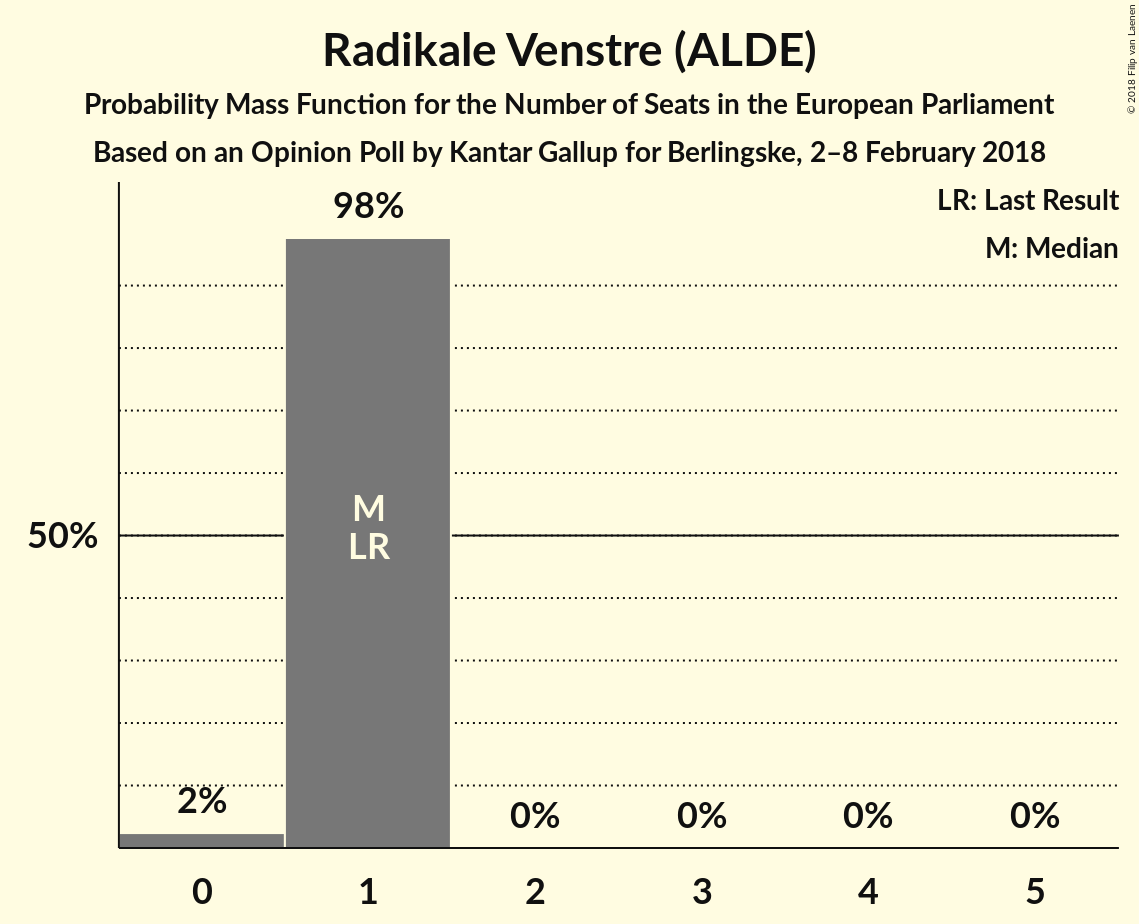 Radikale Venstre (ALDE)
Probability Mass Function for the Number of Seats in the European Parliament
Based on an Opinion Poll by Kantar Gallup for Berlingske, 2–8 February 2018
© 2018 Filip van Laenen
LR: Last Result
M: Median
98%
M
LR
50%
2%
0%
0%
0%
0%
0
1
2
3
4
5